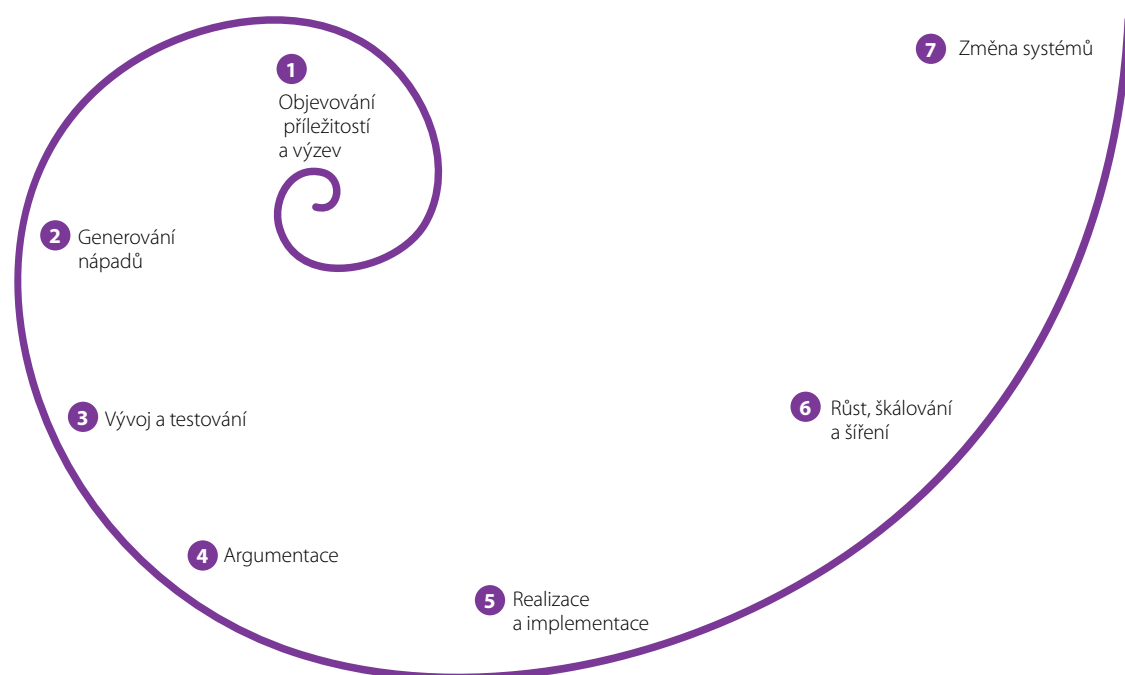 1
Objevování
příležitostí
a výzev
2 Generování
nápadů
3 Vývoj a testování
4 Argumentace
5 Realizace
a implementace
6 Růst, škálování
a šíření
7 Změna systémů